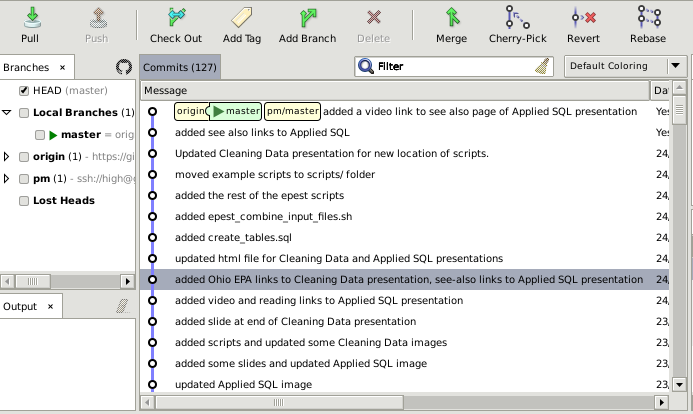 Pull Push Check Out Add Tag Add Branch Delete Merge Cherry-Pick Revert Rebase
Branches × Commits (127) Filter Default Coloring
HEAD (master)
Local Branches (1)
master = orig
origin (1) - https://gi
pm (1) - ssh://high@g
Lost Heads
Output ×
Message Da
origin master pm/master added a video link to see also page of Applied SQL presentation Yes
added see also links to Applied SQL Yes
Updated Cleaning Data presentation for new location of scripts. 24,
moved example scripts to scripts/ folder 24,
added the rest of the epest scripts 24,
added epest_combine_input_files.sh 24,
added create_tables.sql 24,
updated html file for Cleaning Data and Applied SQL presentations 24,
added Ohio EPA links to Cleaning Data presentation, see-also links to Applied SQL presentation 24,
added video and reading links to Applied SQL presentation 24,
added slide at end of Cleaning Data presentation 23,
added scripts and updated some Cleaning Data images 23,
added some slides and updated Applied SQL image 23,
updated Applied SQL image 23,